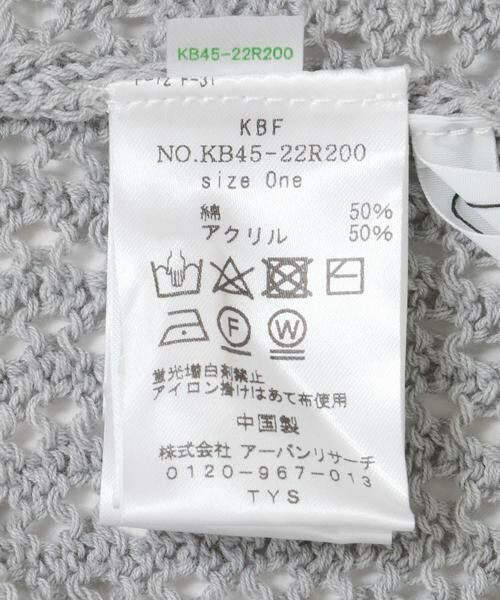 KB45-22R200
KBF
NO.KB45-22R200
size One
綿 50%
アクリル 50%
F W
蛍光増白剤禁止
アイロン掛けはあて布使用
中国製
株式会社 アーバンリサーチ
0120-967-013
TYS